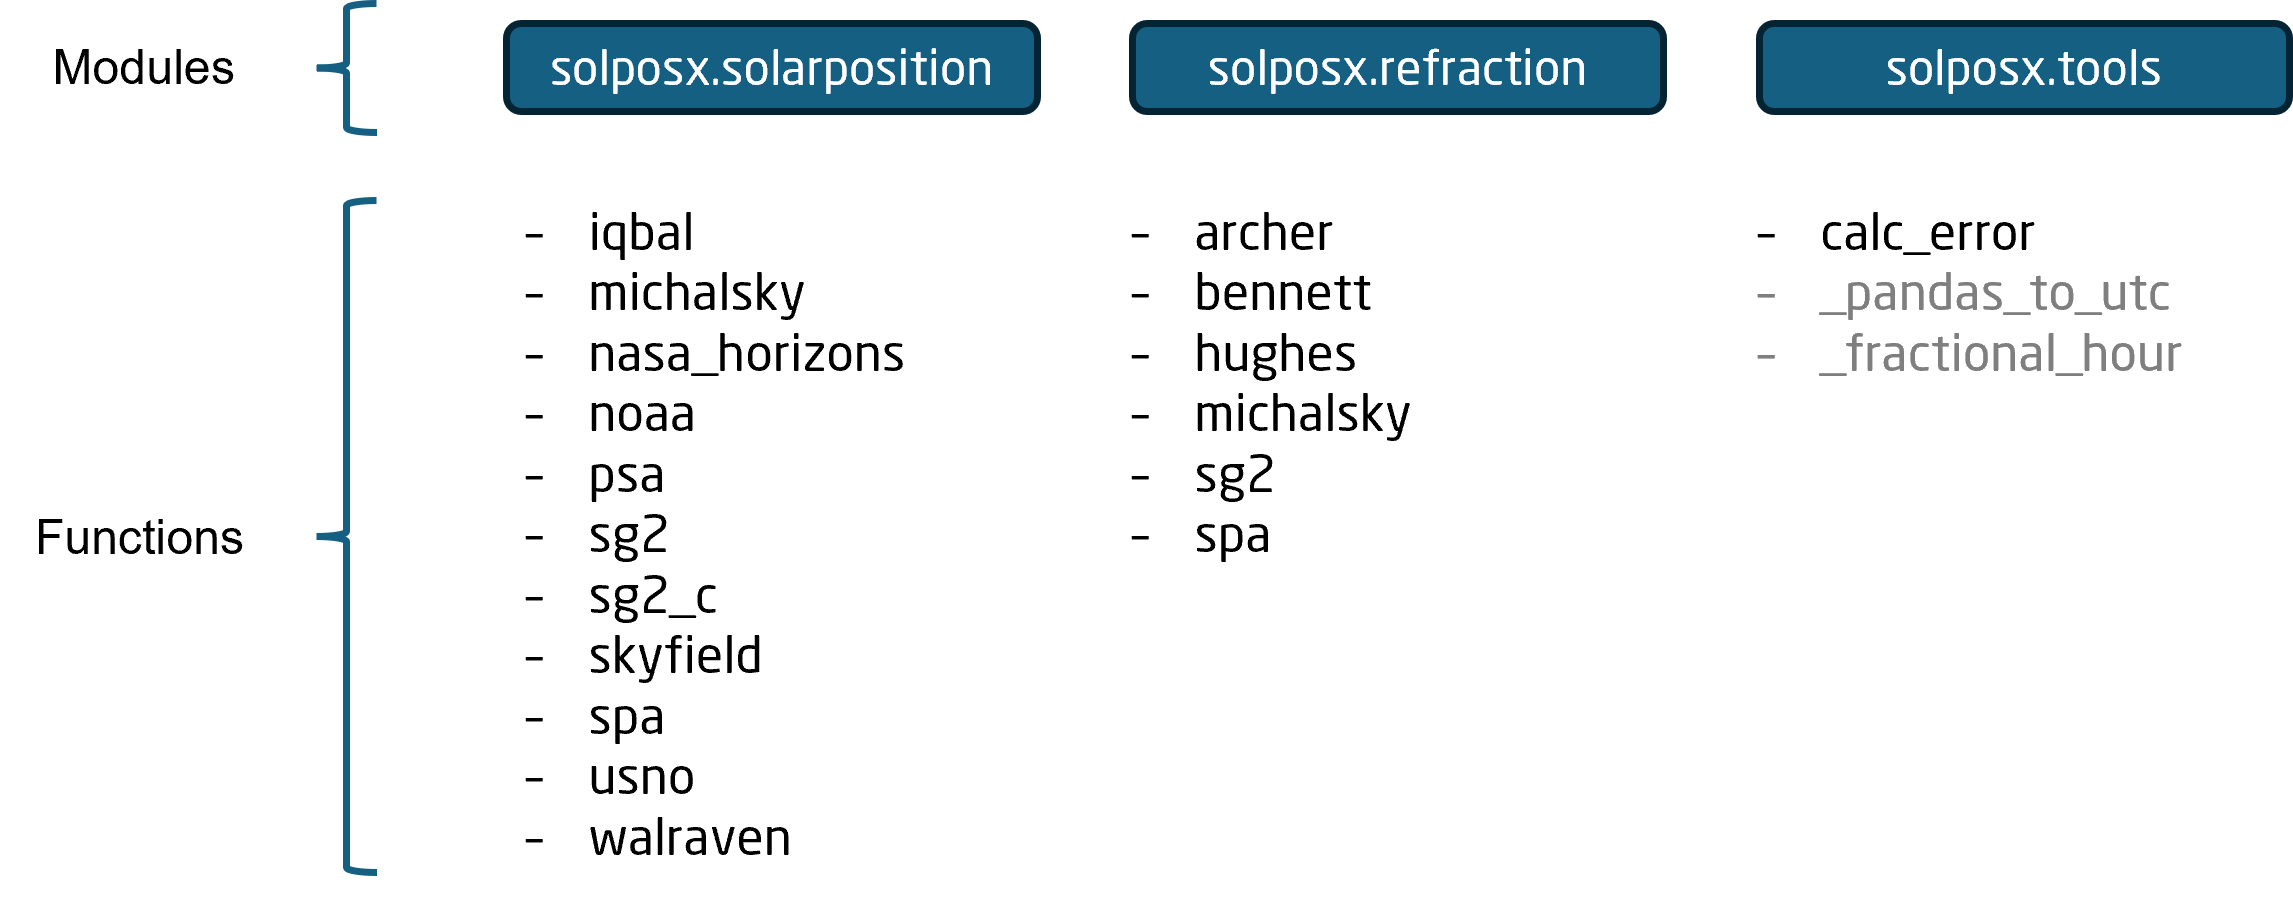 Modules
solposx.solarposition
solposx.refraction
solposx.tools
Functions
- iqbal
- michalsky
- nasa_horizons
- noaa
- psa
- sg2
- sg2_c
- skyfield
- spa
- usno
- walraven
- archer
- bennett
- hughes
- michalsky
- sg2
- spa
- calc_error
- _pandas_to_utc
- _fractional_hour